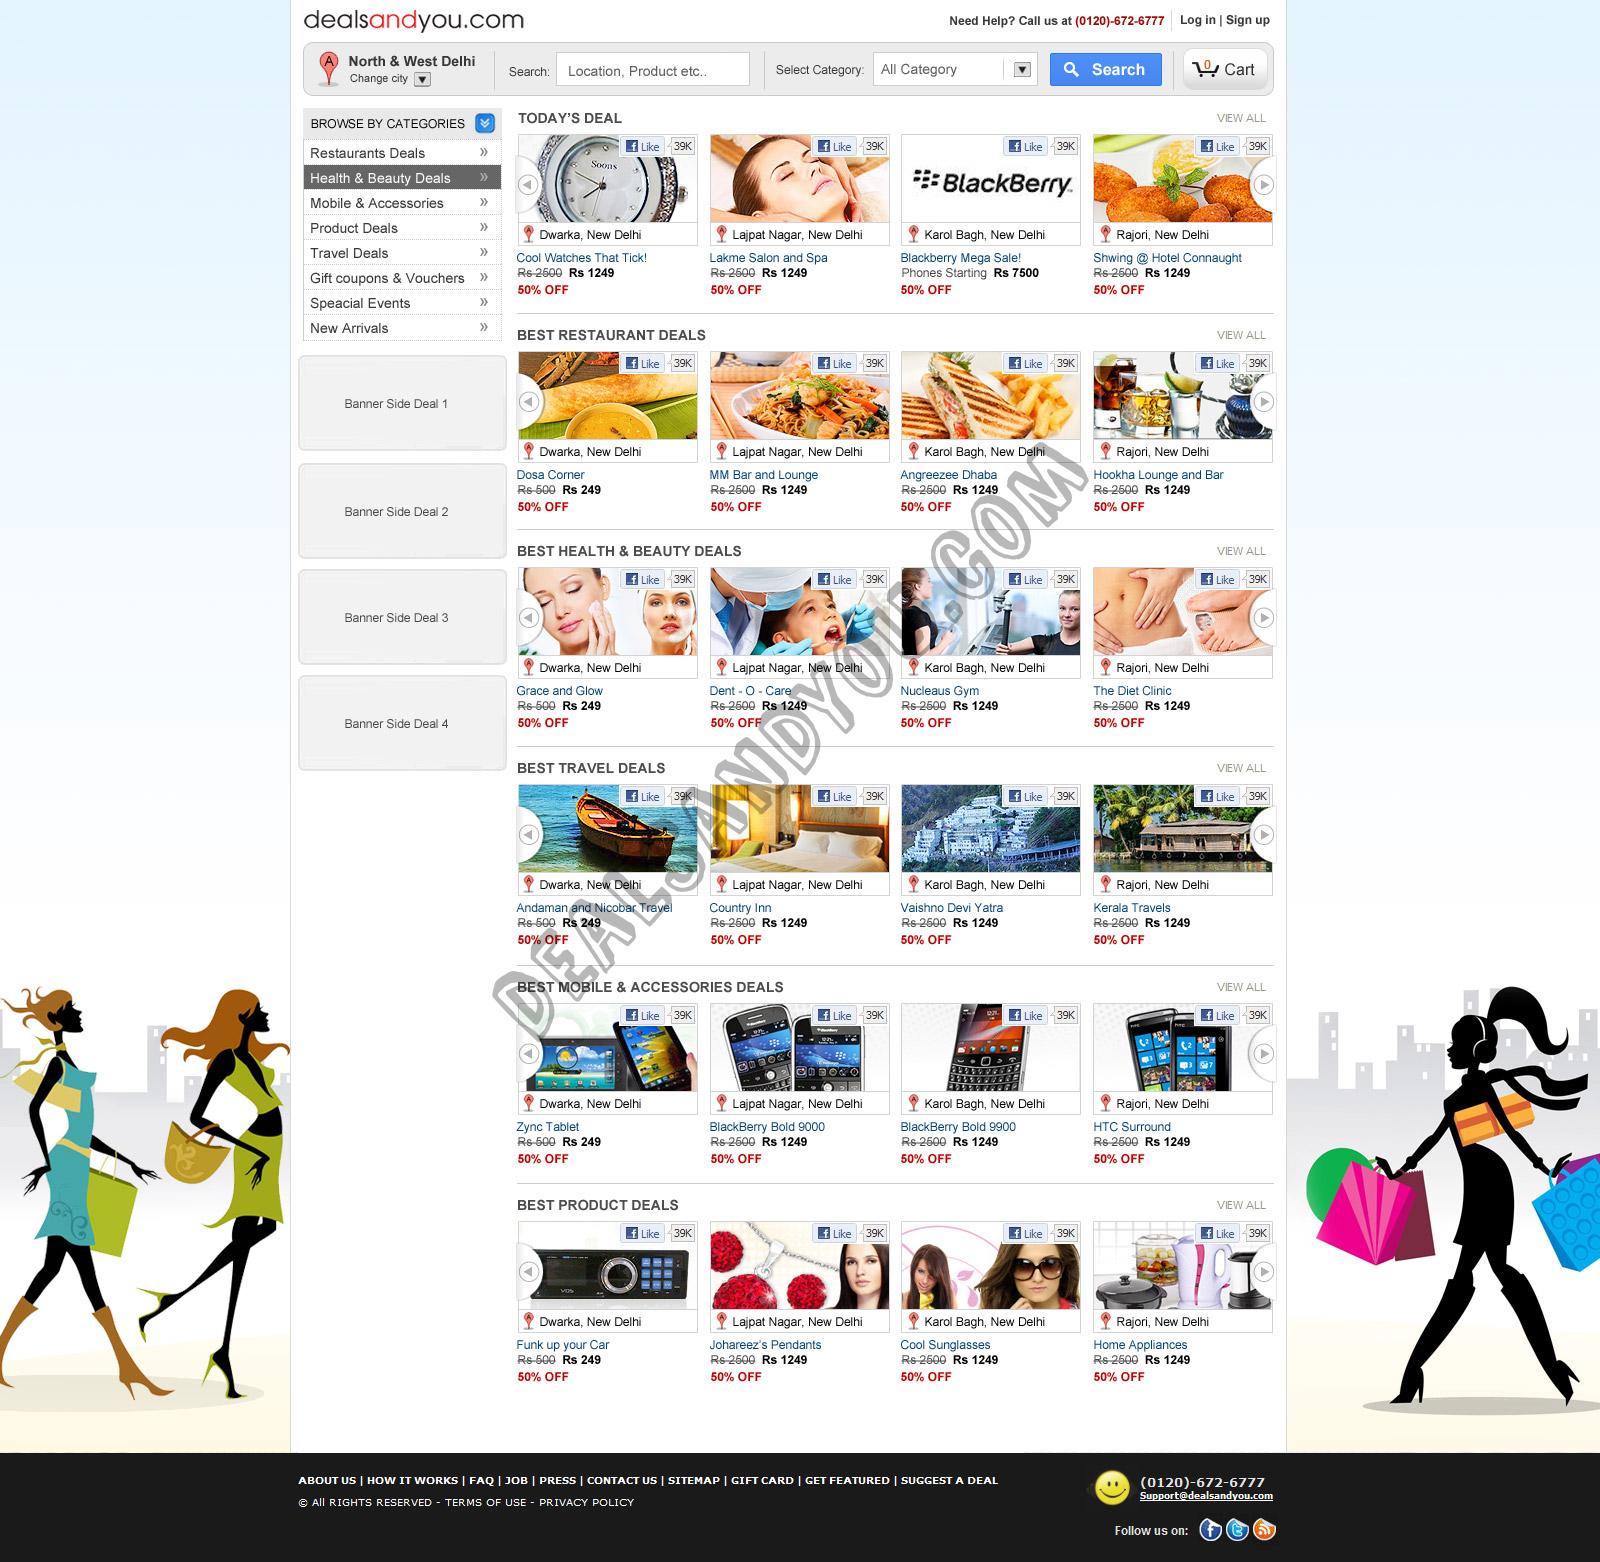 dealsandyou.com
Need Help? Call us at (0120)-672-6777
Log in | Sign up
A North & West Delhi
Change city
Search: Location, Product etc..
Select Category: All Category
Search
0 Cart
BROWSE BY CATEGORIES
Restaurants Deals
Health & Beauty Deals
Mobile & Accessories
Product Deals
Travel Deals
Gift coupons & Vouchers
Speacial Events
New Arrivals
Banner Side Deal 1
Banner Side Deal 2
Banner Side Deal 3
Banner Side Deal 4
TODAY'S DEAL VIEW ALL
Like 39K Like 39K Like 39K Like 39K
Soons
BlackBerry
Dwarka, New Delhi Lajpat Nagar, New Delhi Karol Bagh, New Delhi Rajori, New Delhi
Cool Watches That Tick! Lakme Salon and Spa Blackberry Mega Sale! Shwing @ Hotel Connaught
Rs 2500 Rs 1249 Rs 2500 Rs 1249 Phones Starting Rs 7500 Rs 2500 Rs 1249
50% OFF 50% OFF 50% OFF 50% OFF
BEST RESTAURANT DEALS VIEW ALL
Like 39K Like 39K Like 39K Like 39K
Dwarka, New Delhi Lajpat Nagar, New Delhi Karol Bagh, New Delhi Rajori, New Delhi
Dosa Corner MM Bar and Lounge Angreezee Dhaba Hookha Lounge and Bar
Rs 500 Rs 249 Rs 2500 Rs 1249 Rs 2500 Rs 1249 Rs 2500 Rs 1249
50% OFF 50% OFF 50% OFF 50% OFF
BEST HEALTH & BEAUTY DEALS VIEW ALL
Like 39K Like 39K Like 39K Like 39K
Dwarka, New Delhi Lajpat Nagar, New Delhi Karol Bagh, New Delhi Rajori, New Delhi
Grace and Glow Dent - O - Care Nucleaus Gym The Diet Clinic
Rs 500 Rs 249 Rs 2500 Rs 1249 Rs 2500 Rs 1249 Rs 2500 Rs 1249
50% OFF 50% OFF 50% OFF 50% OFF
DEALSANDYOU.COM
BEST TRAVEL DEALS VIEW ALL
Like 39K Like 39K Like 39K Like 39K
Dwarka, New Delhi Lajpat Nagar, New Delhi Karol Bagh, New Delhi Rajori, New Delhi
Andaman and Nicobar Travel Country Inn Vaishno Devi Yatra Kerala Travels
Rs 500 Rs 249 Rs 2500 Rs 1249 Rs 2500 Rs 1249 Rs 2500 Rs 1249
50% OFF 50% OFF 50% OFF 50% OFF
BEST MOBILE & ACCESSORIES DEALS VIEW ALL
Like 39K Like 39K Like 39K Like 39K
Dwarka, New Delhi Lajpat Nagar, New Delhi Karol Bagh, New Delhi Rajori, New Delhi
Zync Tablet BlackBerry Bold 9000 BlackBerry Bold 9900 HTC Surround
Rs 500 Rs 249 Rs 2500 Rs 1249 Rs 2500 Rs 1249 Rs 2500 Rs 1249
50% OFF 50% OFF 50% OFF 50% OFF
BEST PRODUCT DEALS VIEW ALL
Like 39K Like 39K Like 39K Like 39K
Dwarka, New Delhi Lajpat Nagar, New Delhi Karol Bagh, New Delhi Rajori, New Delhi
Funk up your Car Johareez's Pendants Cool Sunglasses Home Appliances
Rs 500 Rs 249 Rs 2500 Rs 1249 Rs 2500 Rs 1249 Rs 2500 Rs 1249
50% OFF 50% OFF 50% OFF 50% OFF
ABOUT US | HOW IT WORKS | FAQ | JOB | PRESS | CONTACT US | SITEMAP | GIFT CARD | GET FEATURED | SUGGEST A DEAL
© All RIGHTS RESERVED - TERMS OF USE - PRIVACY POLICY
(0120)-672-6777
Support@dealsandyou.com
Follow us on: